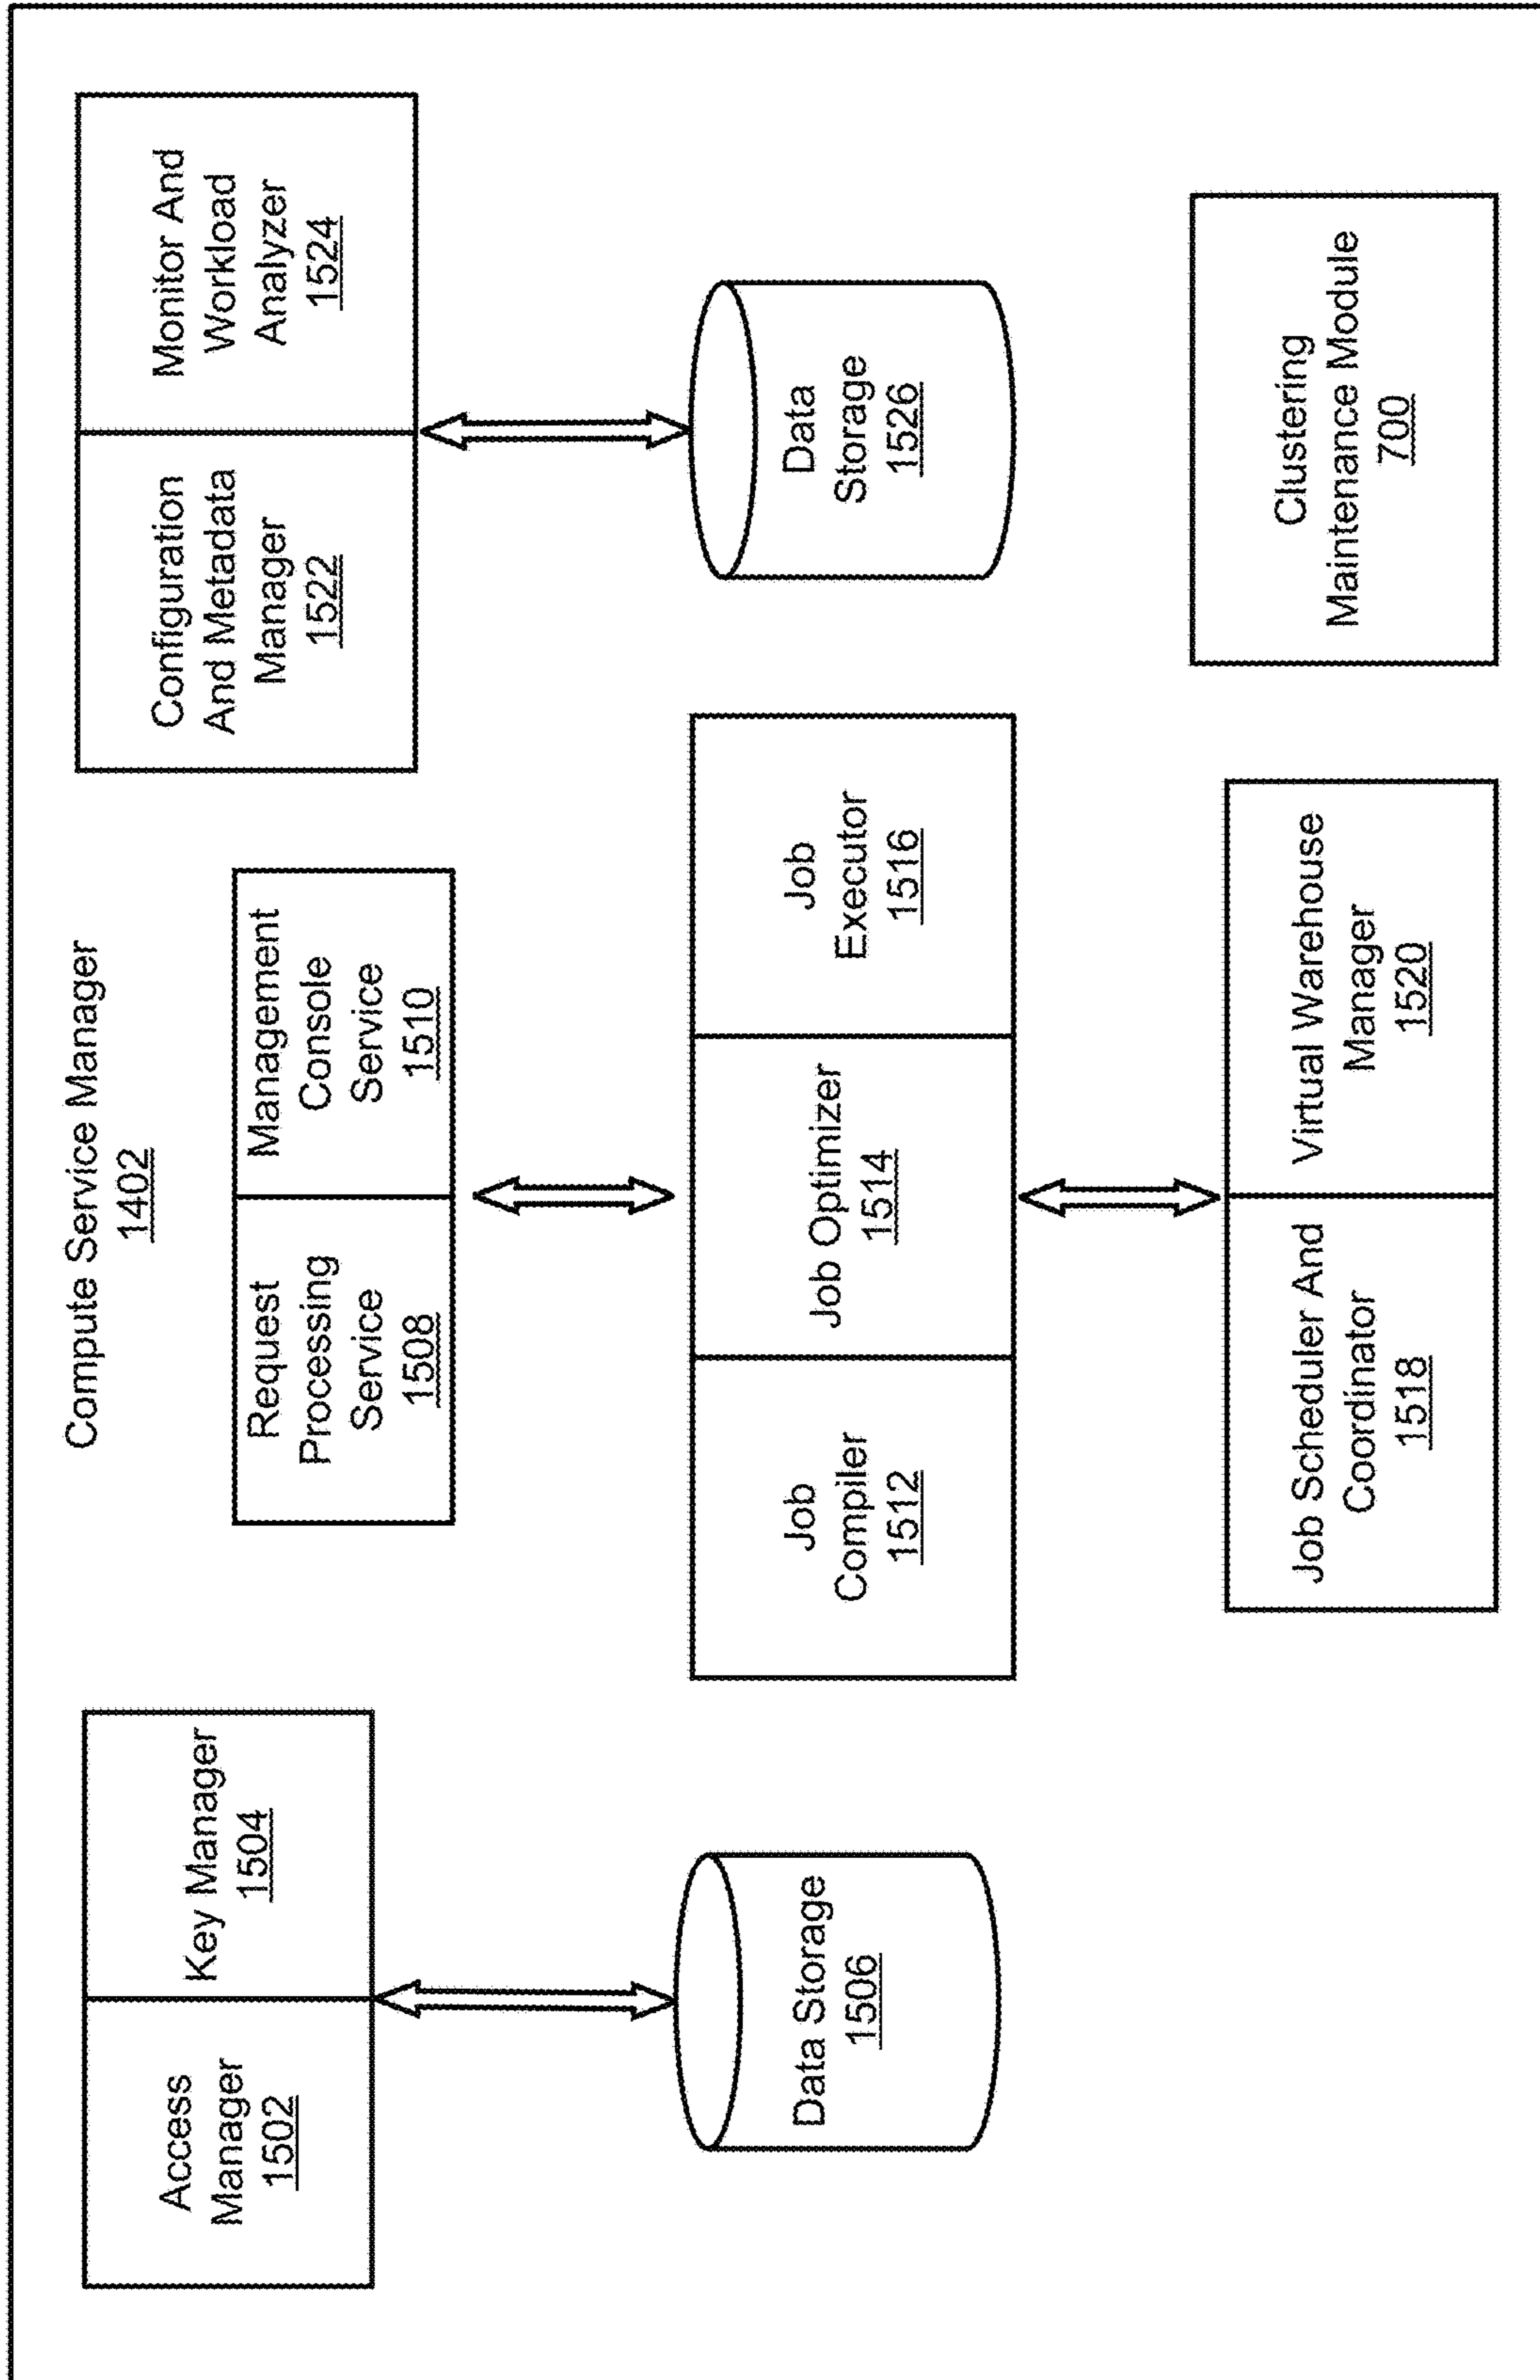 Compute Service Manager
1402
Access
Manager
1502
Key Manager
1504
Request
Processing
Service
1508
Management
Console
Service
1510
Configuration
And Metadata
Manager
1522
Monitor And
Workload
Analyzer
1524
Data Storage
1506
Job
Compiler
1512
Job Optimizer
1514
Job
Executor
1516
Data
Storage
1526
Job Scheduler And
Coordinator
1518
Virtual Warehouse
Manager
1520
Clustering
Maintenance Module
700